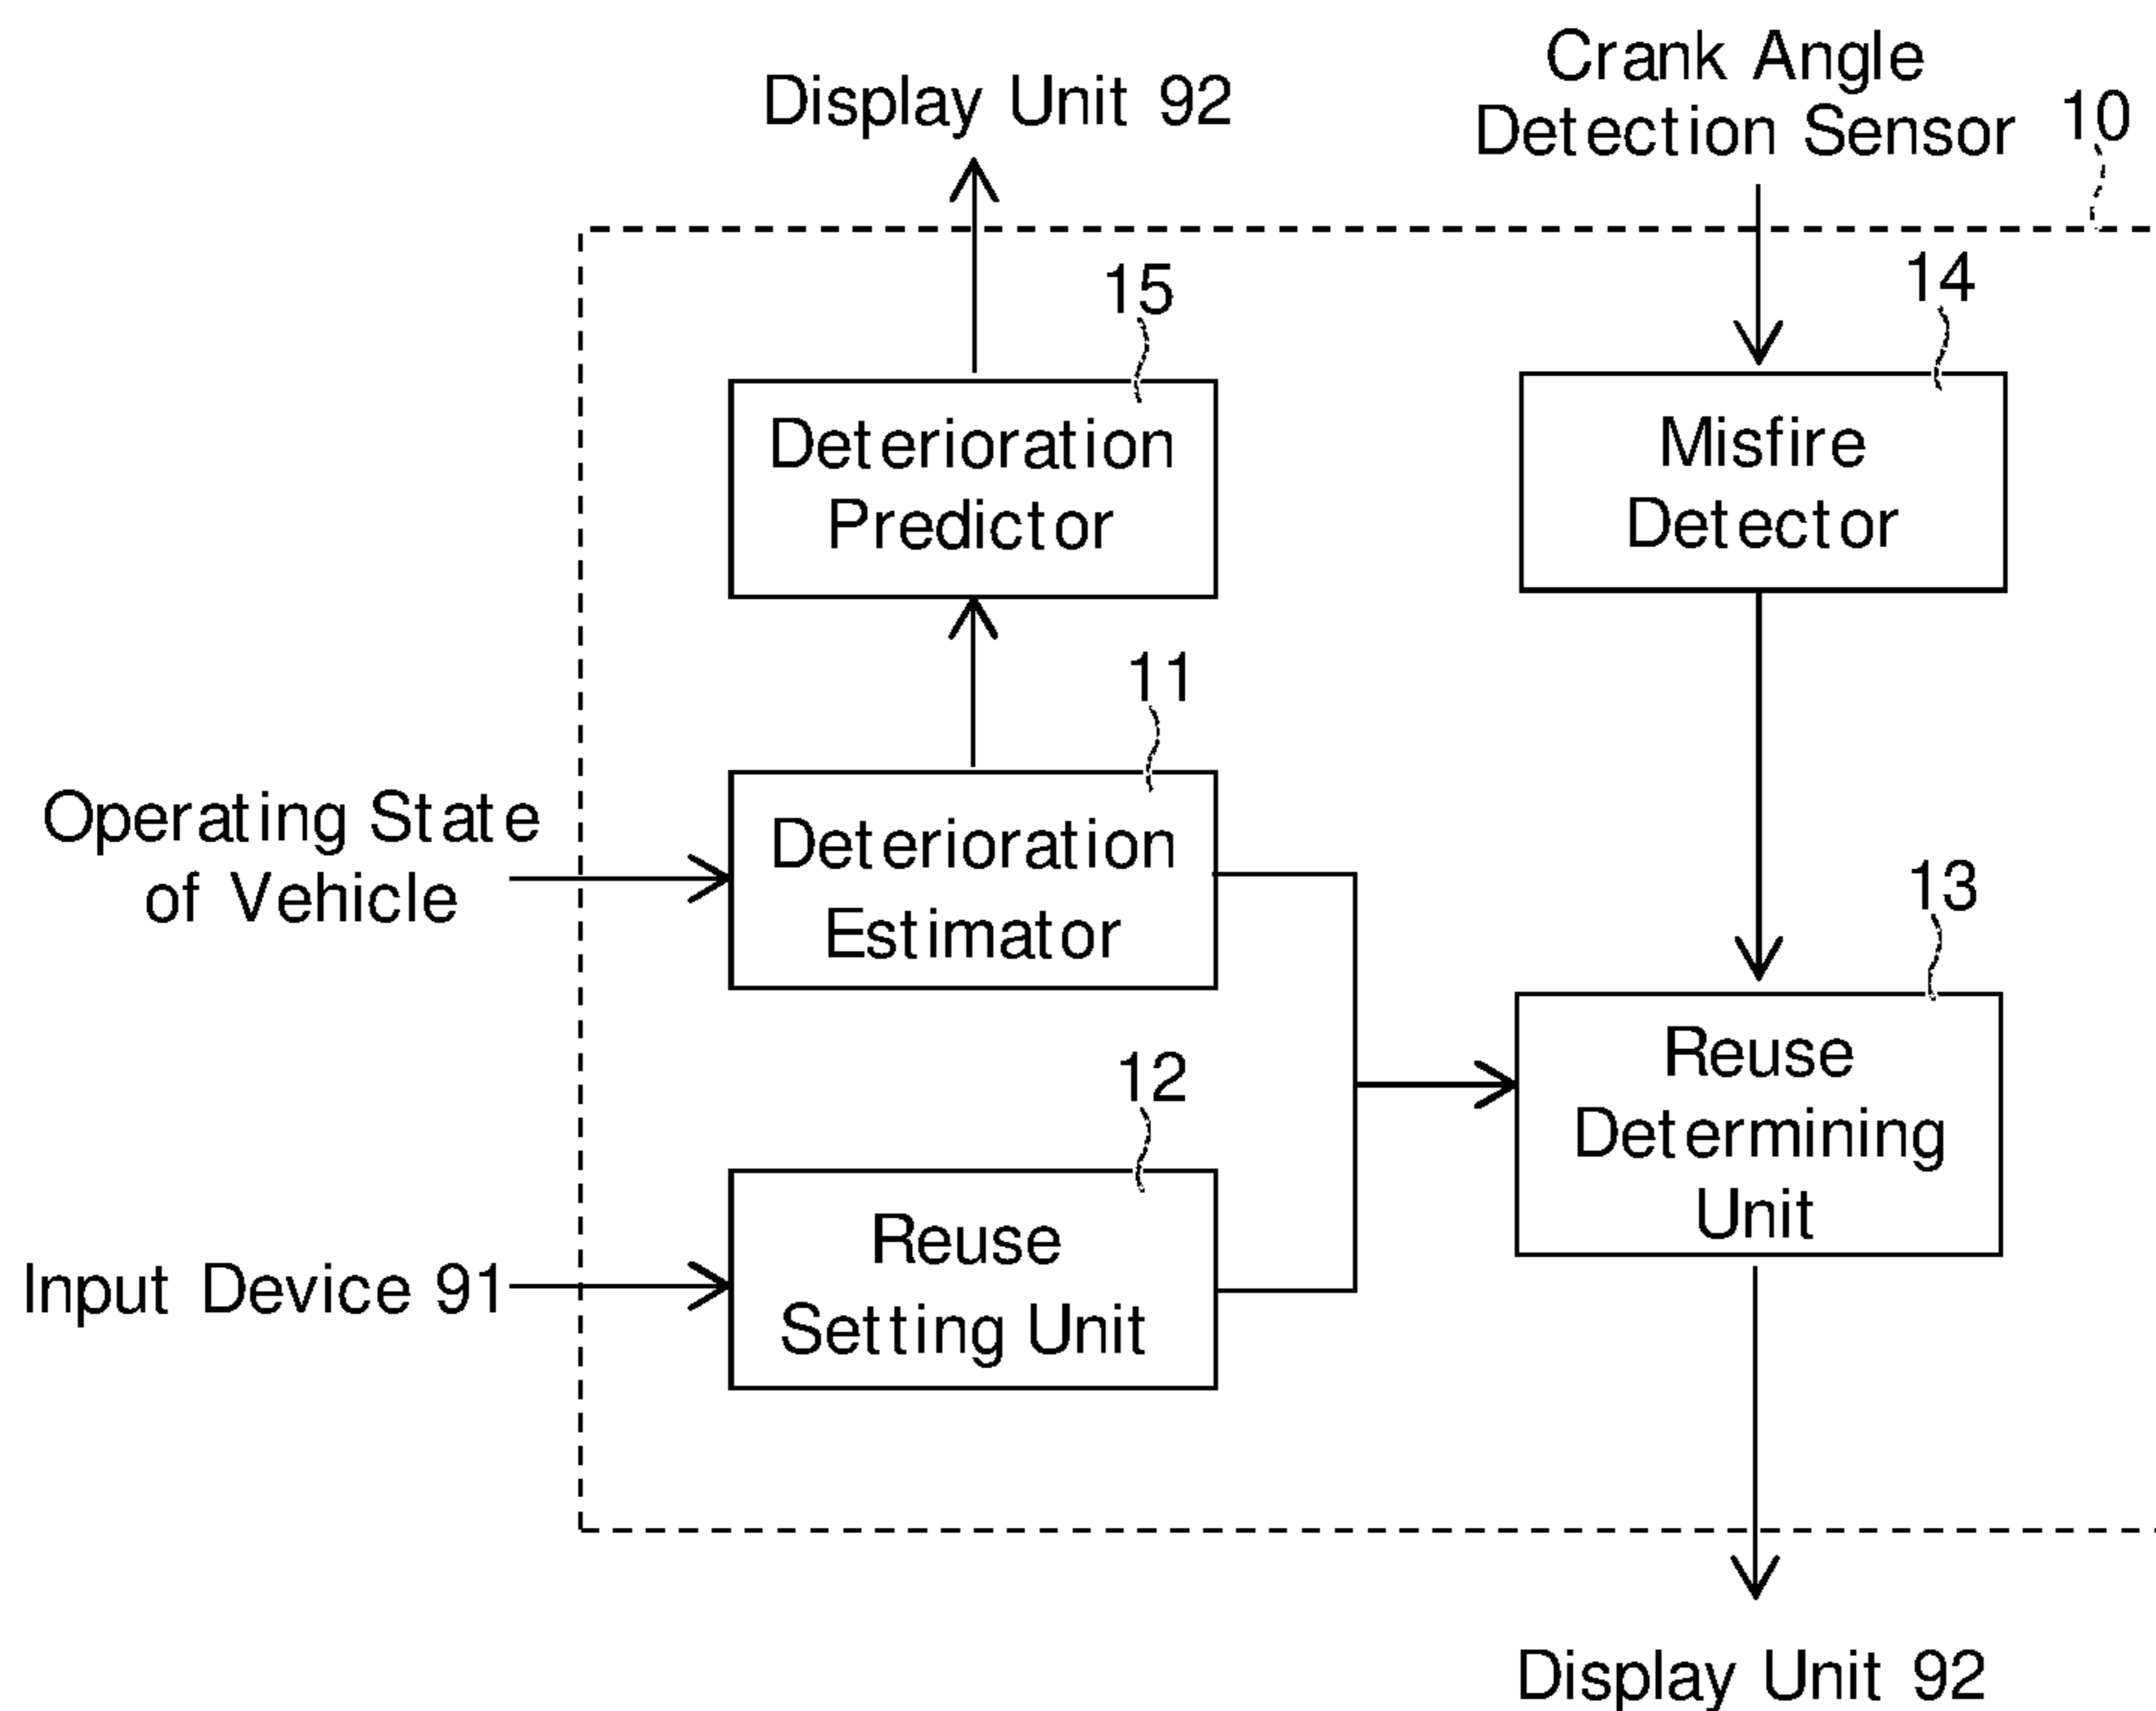 Crank Angle
Detection Sensor
10
Display Unit 92
15
14
Deterioration
Predictor
Misfire
Detector
11
Operating State
of Vehicle
Deterioration
Estimator
13
12
Reuse
Determining
Unit
Input Device 91
Reuse
Setting Unit
Display Unit 92